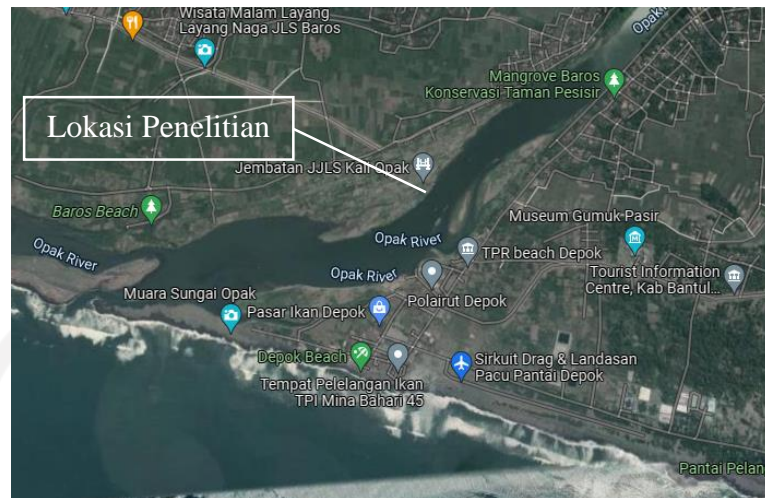 Wisata Malam Layang
Layang Naga JLS Baros
Opak
Mangrove Baros
Konservasi Taman Pesisir
Lokasi Penelitian
Jembatan JJLS Kali Opak
Baros Beach
Museum Gumuk Pasir
Opak River
Opak River
TPR beach Depok
Opak River
Tourist Information
Centre, Kab Bantul...
Muara Sungai Opak
Polairut Depok
Pasar Ikan Depok
Depok Beach
Sirkuit Drag & Landasan
Pacu Pantai Depok
Tempat Pelelangan Ikan
TPI Mina Bahari 45
Pantai Pelan